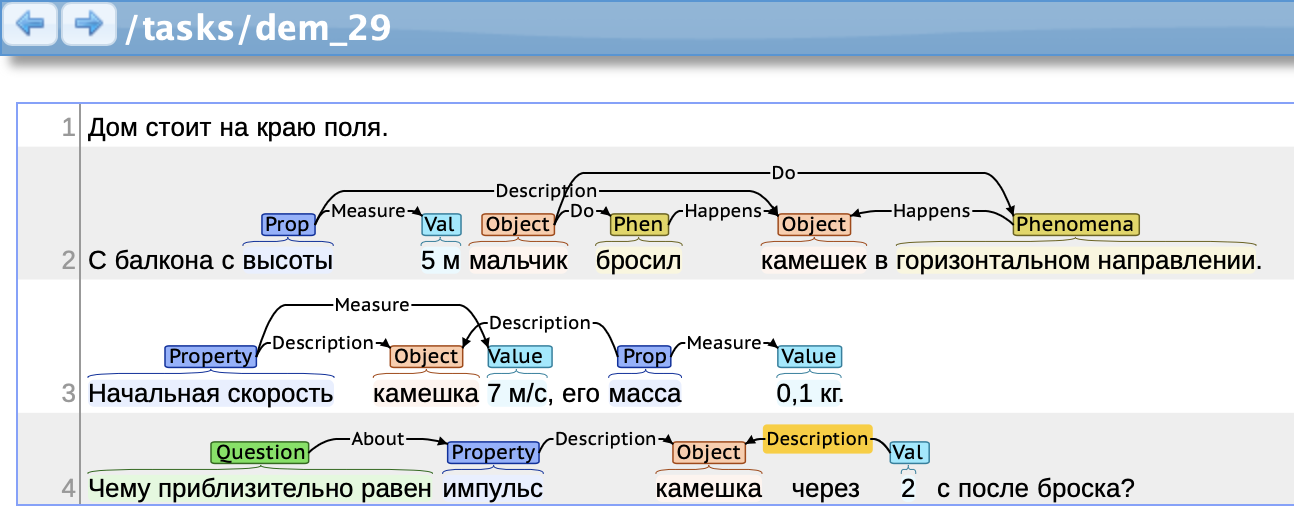 /tasks/dem_29
1 Дом стоит на краю поля.
Do
Description
Measure Do Happens Happens
Prop Val Object Phen Object Phenomena
2 С балкона с высоты 5 м мальчик бросил камешек в горизонтальном направлении.
Measure
Description
Description Measure
Property Object Value Prop Value
3 Начальная скорость камешка 7 м/с, его масса 0,1 кг.
About Description Description
Question Property Object Val
4 Чему приблизительно равен импульс камешка через 2 с после броска?